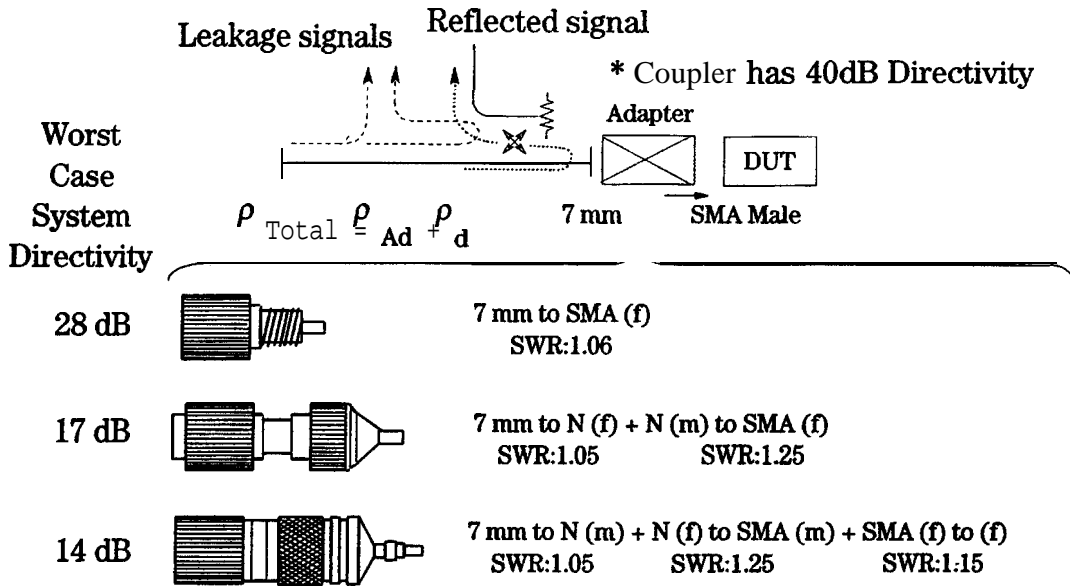 Leakage signals
Reflected signal
* Coupler has 40dB Directivity
Adapter
DUT
7 mm
SMA Male
Worst
Case
System
Directivity
ρ Total = ρ Ad + ρ d
28 dB
7 mm to SMA (f)
SWR:1.06
17 dB
7 mm to N (f) + N (m) to SMA (f)
SWR:1.05 SWR:1.25
14 dB
7 mm to N (m) + N (f) to SMA (m) + SMA (f) to (f)
SWR:1.05 SWR:1.25 SWR:1.15